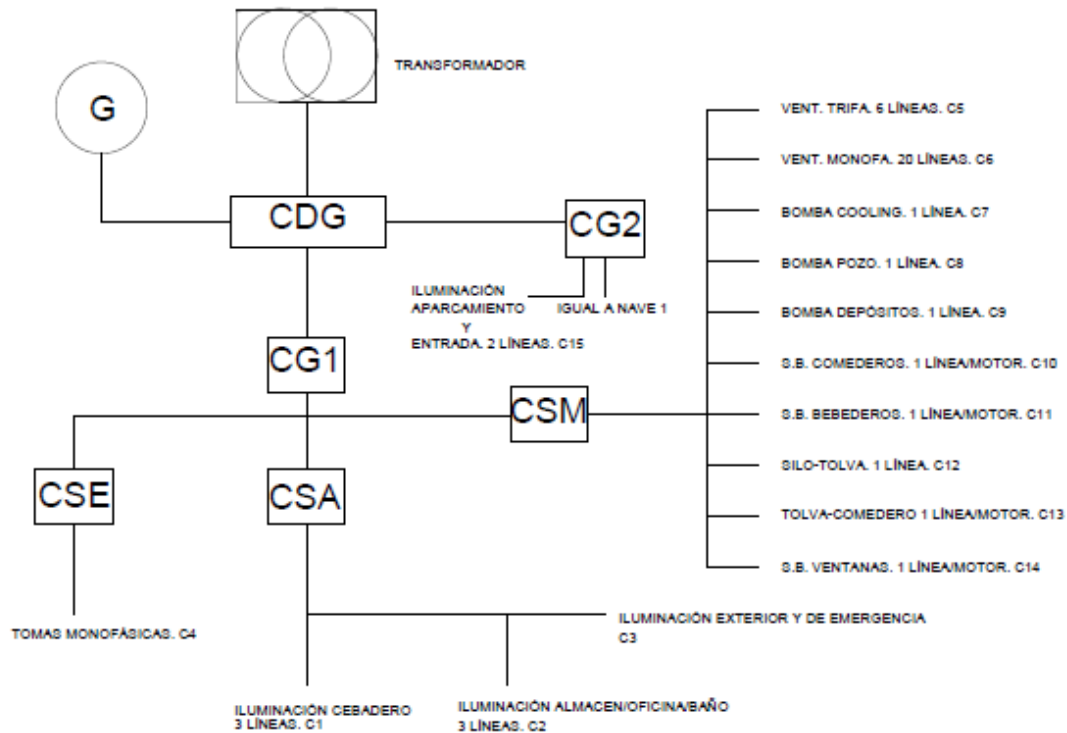 TRANSFORMADOR
G
CDG
CG2
ILUMINACIÓN
APARCAMIENTO
Y
ENTRADA. 2 LÍNEAS. C15
IGUAL A NAVE 1
CG1
CSM
CSE
CSA
VENT. TRIFA. 6 LÍNEAS. C5
VENT. MONOFA. 20 LÍNEAS. C6
BOMBA COOLING. 1 LÍNEA. C7
BOMBA POZO. 1 LÍNEA. C8
BOMBA DEPÓSITOS. 1 LÍNEA. C9
S.B. COMEDEROS. 1 LÍNEA/MOTOR. C10
S.B. BEBEDEROS. 1 LÍNEA/MOTOR. C11
SILO-TOLVA. 1 LÍNEA. C12
TOLVA-COMEDERO 1 LÍNEA/MOTOR. C13
S.B. VENTANAS. 1 LÍNEA/MOTOR. C14
TOMAS MONOFÁSICAS. C4
ILUMINACIÓN EXTERIOR Y DE EMERGENCIA
C3
ILUMINACIÓN CEBADERO
3 LÍNEAS. C1
ILUMINACIÓN ALMACEN/OFICINA/BAÑO
3 LÍNEAS. C2